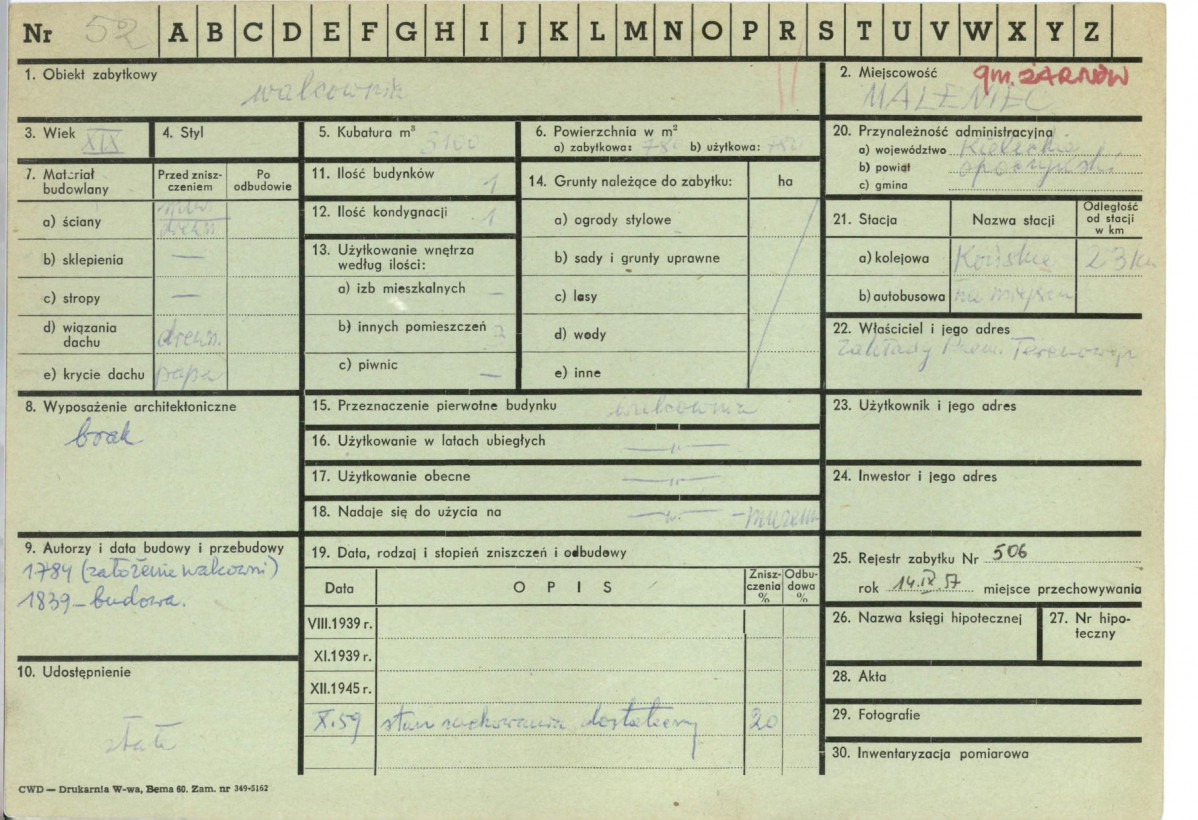 Nr 52 A B C D E F G H I J K L M N O P R S T U V W X Y Z
1. Obiekt zabytkowy
walcownia
2. Miejscowość gm. ŻARNÓW
MALENIEC
3. Wiek XIX
4. Styl
5. Kubatura m³ 5100
6. Powierzchnia w m²
a) zabytkowa: b) użytkowa:
7. Materiał budowlany
Przed zniszczeniem
Po odbudowie
a) ściany
drewn
b) sklepienia —
c) stropy —
d) wiązania dachu drewn.
e) krycie dachu papa
8. Wyposażenie architektoniczne
brak
9. Autorzy i data budowy i przebudowy
1784 (założenie walcowni)
1839 – budowa.
10. Udostępnienie
stałe
11. Ilość budynków 1
12. Ilość kondygnacji 1
13. Użytkowanie wnętrza według ilości:
a) izb mieszkalnych —
b) innych pomieszczeń
c) piwnic —
14. Grunty należące do zabytku: ha
a) ogrody stylowe
b) sady i grunty uprawne
c) lasy
d) wody
e) inne
15. Przeznaczenie pierwotne budynku walcownia
16. Użytkowanie w latach ubiegłych —„—
17. Użytkowanie obecne —„—
18. Nadaje się do użycia na —„— – muzeum
19. Data, rodzaj i stopień zniszczeń i odbudowy
Data
OPIS
Zniszczenia %
Odbudowa %
VIII.1939 r.
XI.1939 r.
XII.1945 r.
X.59 stan zachowania dostateczny 20
20. Przynależność administracyjna
a) województwo Kieleckie
b) powiat opoczyński
c) gmina
21. Stacja
Nazwa stacji
Odległość od stacji w km
a) kolejowa Końskie 23 km
b) autobusowa na miejscu
22. Właściciel i jego adres
Zakłady Przem. Terenowego
23. Użytkownik i jego adres
24. Inwestor i jego adres
25. Rejestr zabytku Nr 506
rok 14.IX.57 miejsce przechowywania
26. Nazwa księgi hipotecznej
27. Nr hipoteczny
28. Akta
29. Fotografie
30. Inwentaryzacja pomiarowa
CWD — Drukarnia W-wa, Bema 60. Zam. nr 349-5162